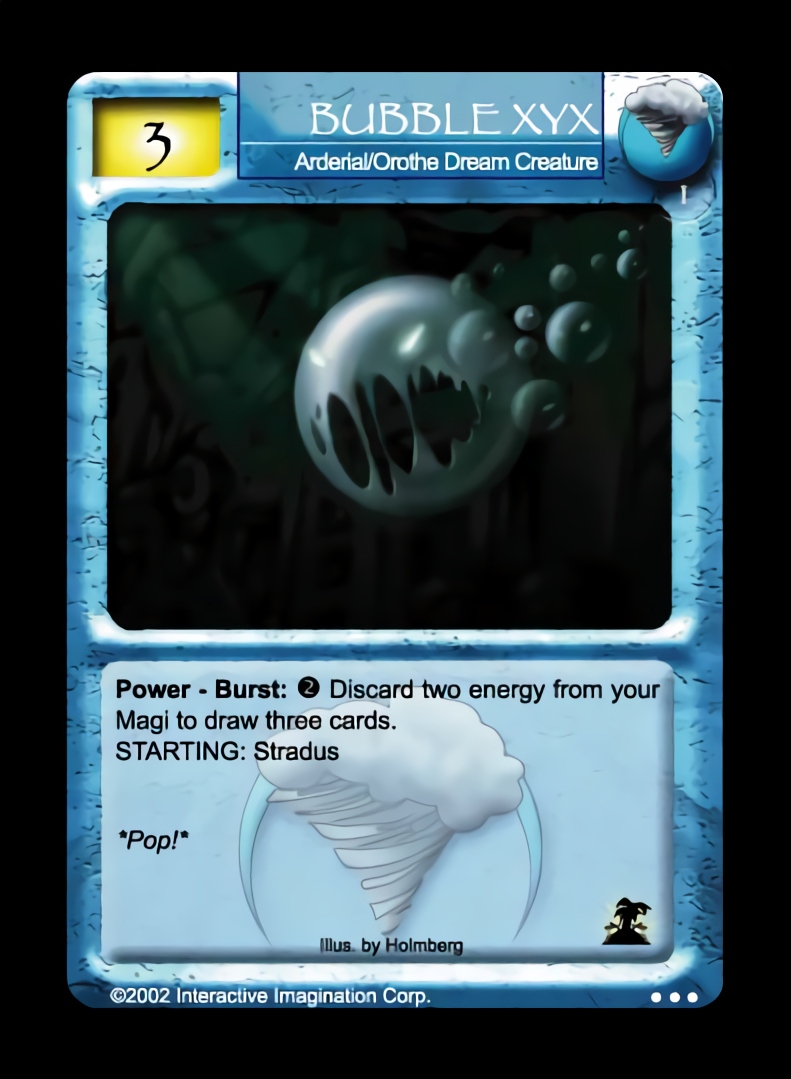 3
BUBBLE XYX
Arderial/Orothe Dream Creature
1
Power - Burst: ❷ Discard two energy from your
Magi to draw three cards.
STARTING: Stradus
*Pop!*
Illus. by Holmberg
©2002 Interactive Imagination Corp.